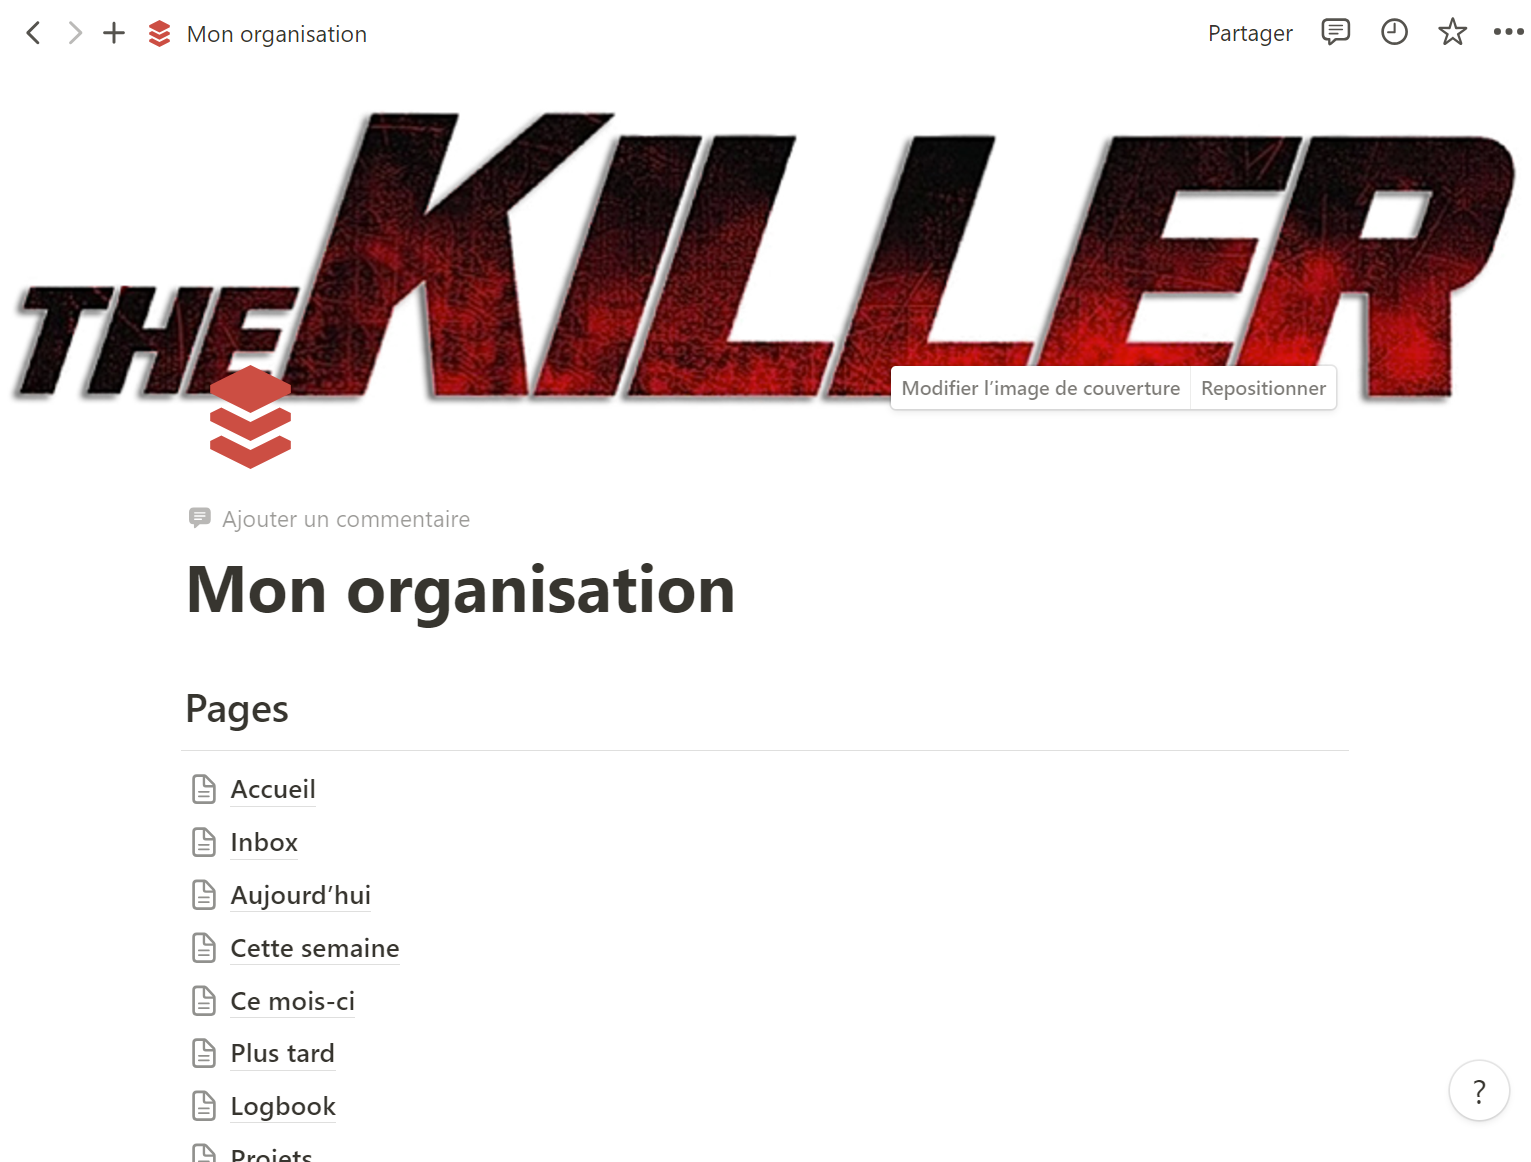 Mon organisation
Partager
THE KILLER
Modifier l’image de couverture
Repositionner
Ajouter un commentaire
Mon organisation
Pages
Accueil
Inbox
Aujourd’hui
Cette semaine
Ce mois-ci
Plus tard
Logbook
Projets
?